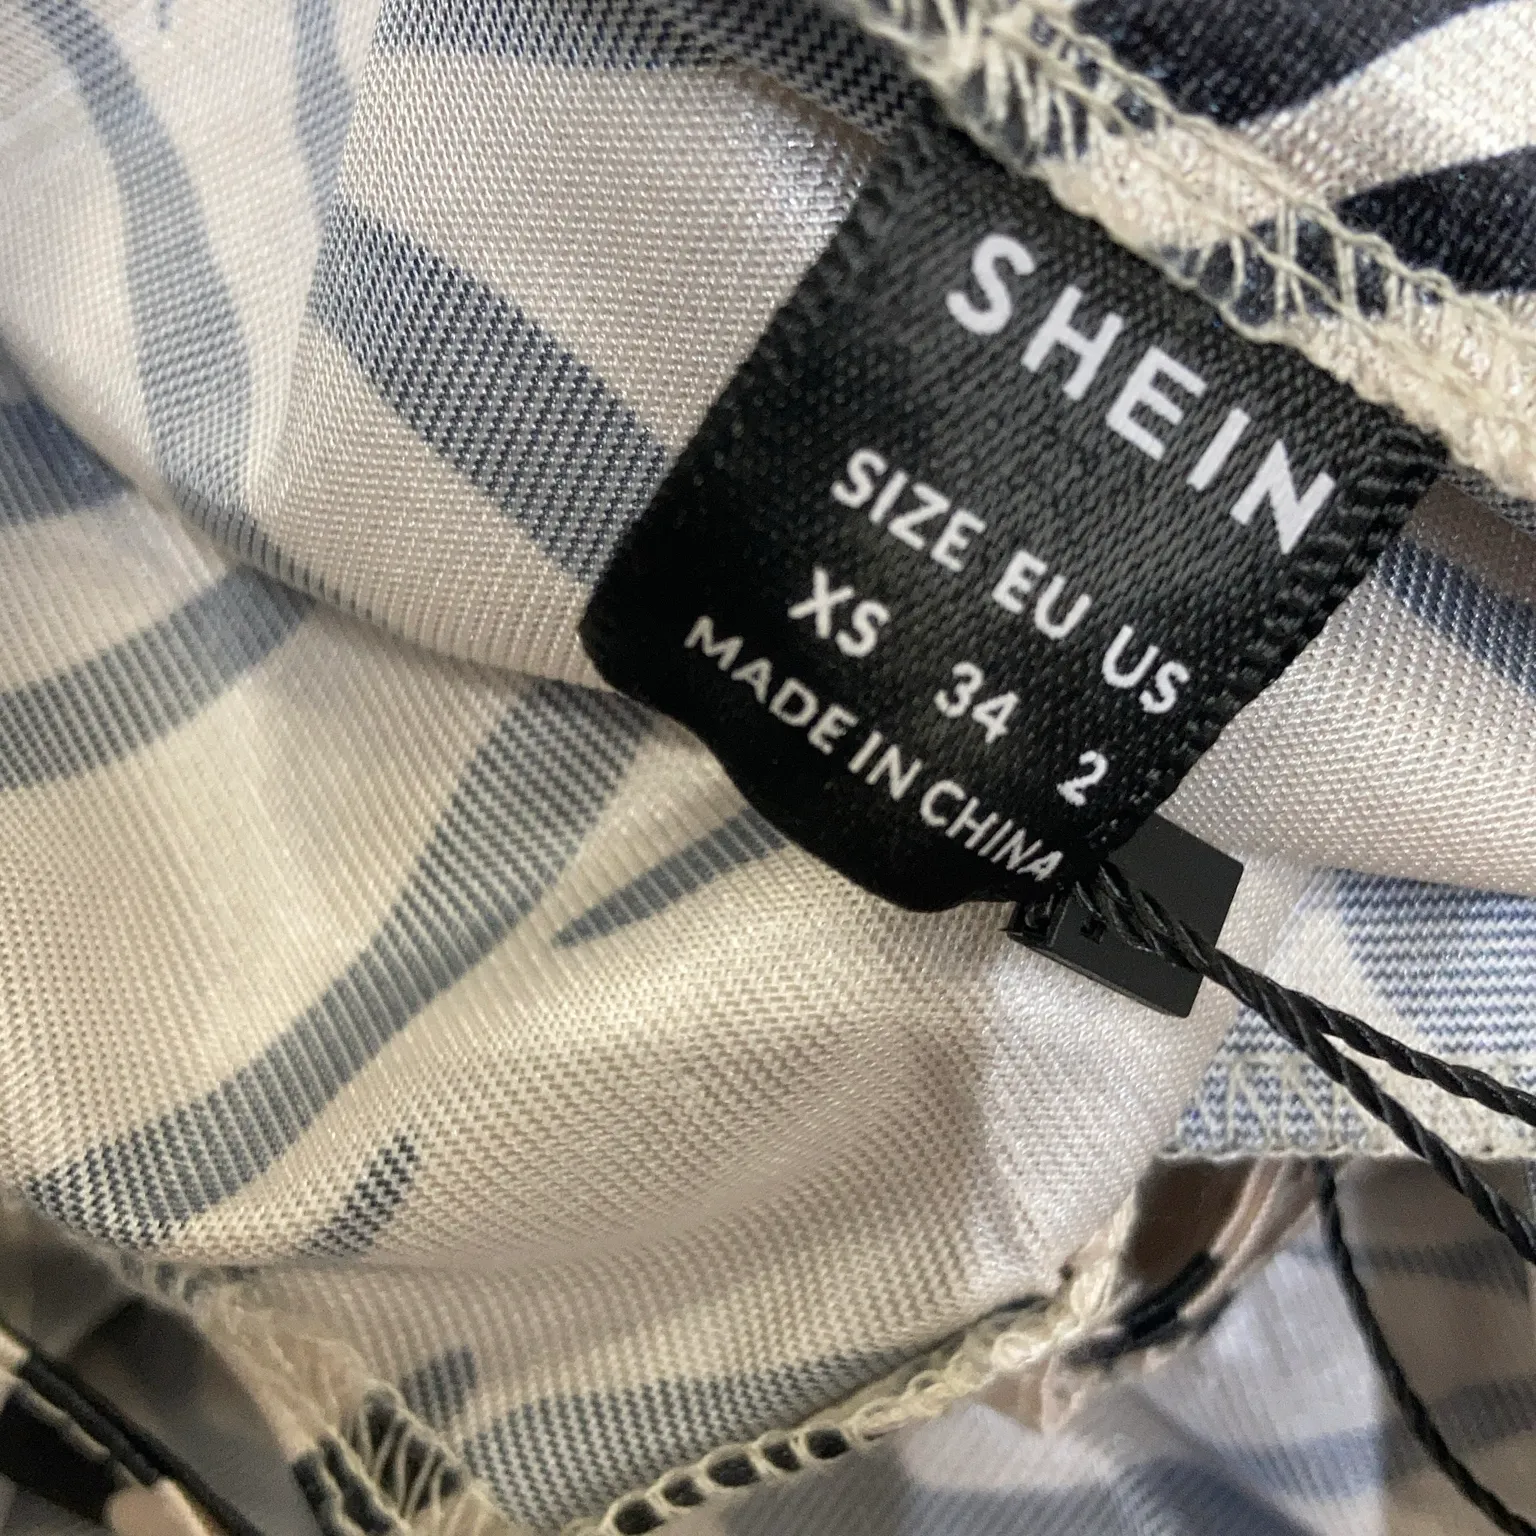 SHEIN
SIZE EU US
XS 34 2
MADE IN CHINA